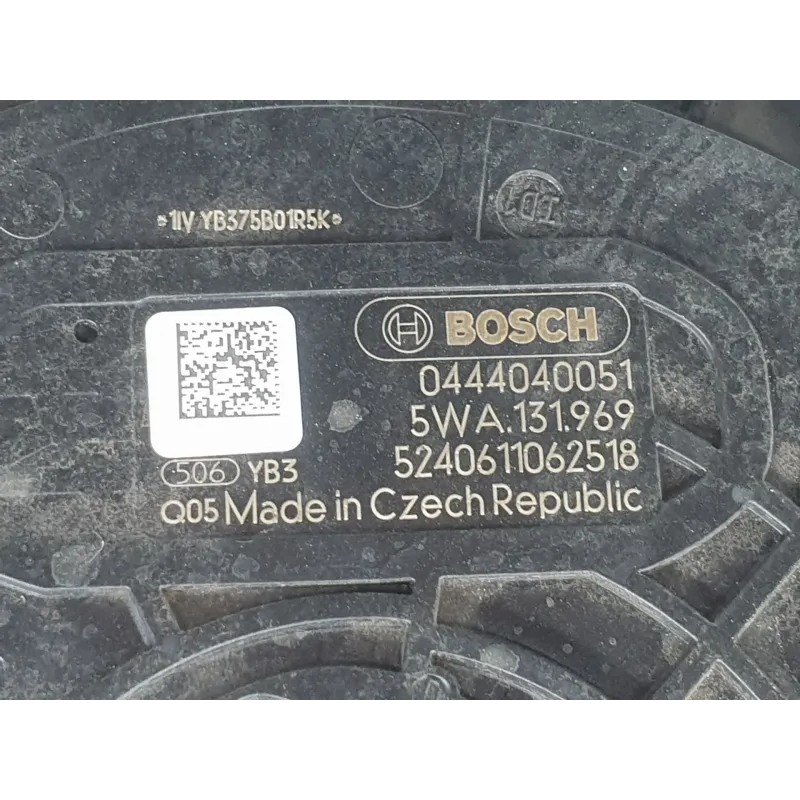 *1IV YB375B01R5K*
BOSCH
0444040051
5WA.131.969
5240611062518
506 YB3
Q05 Made in Czech Republic